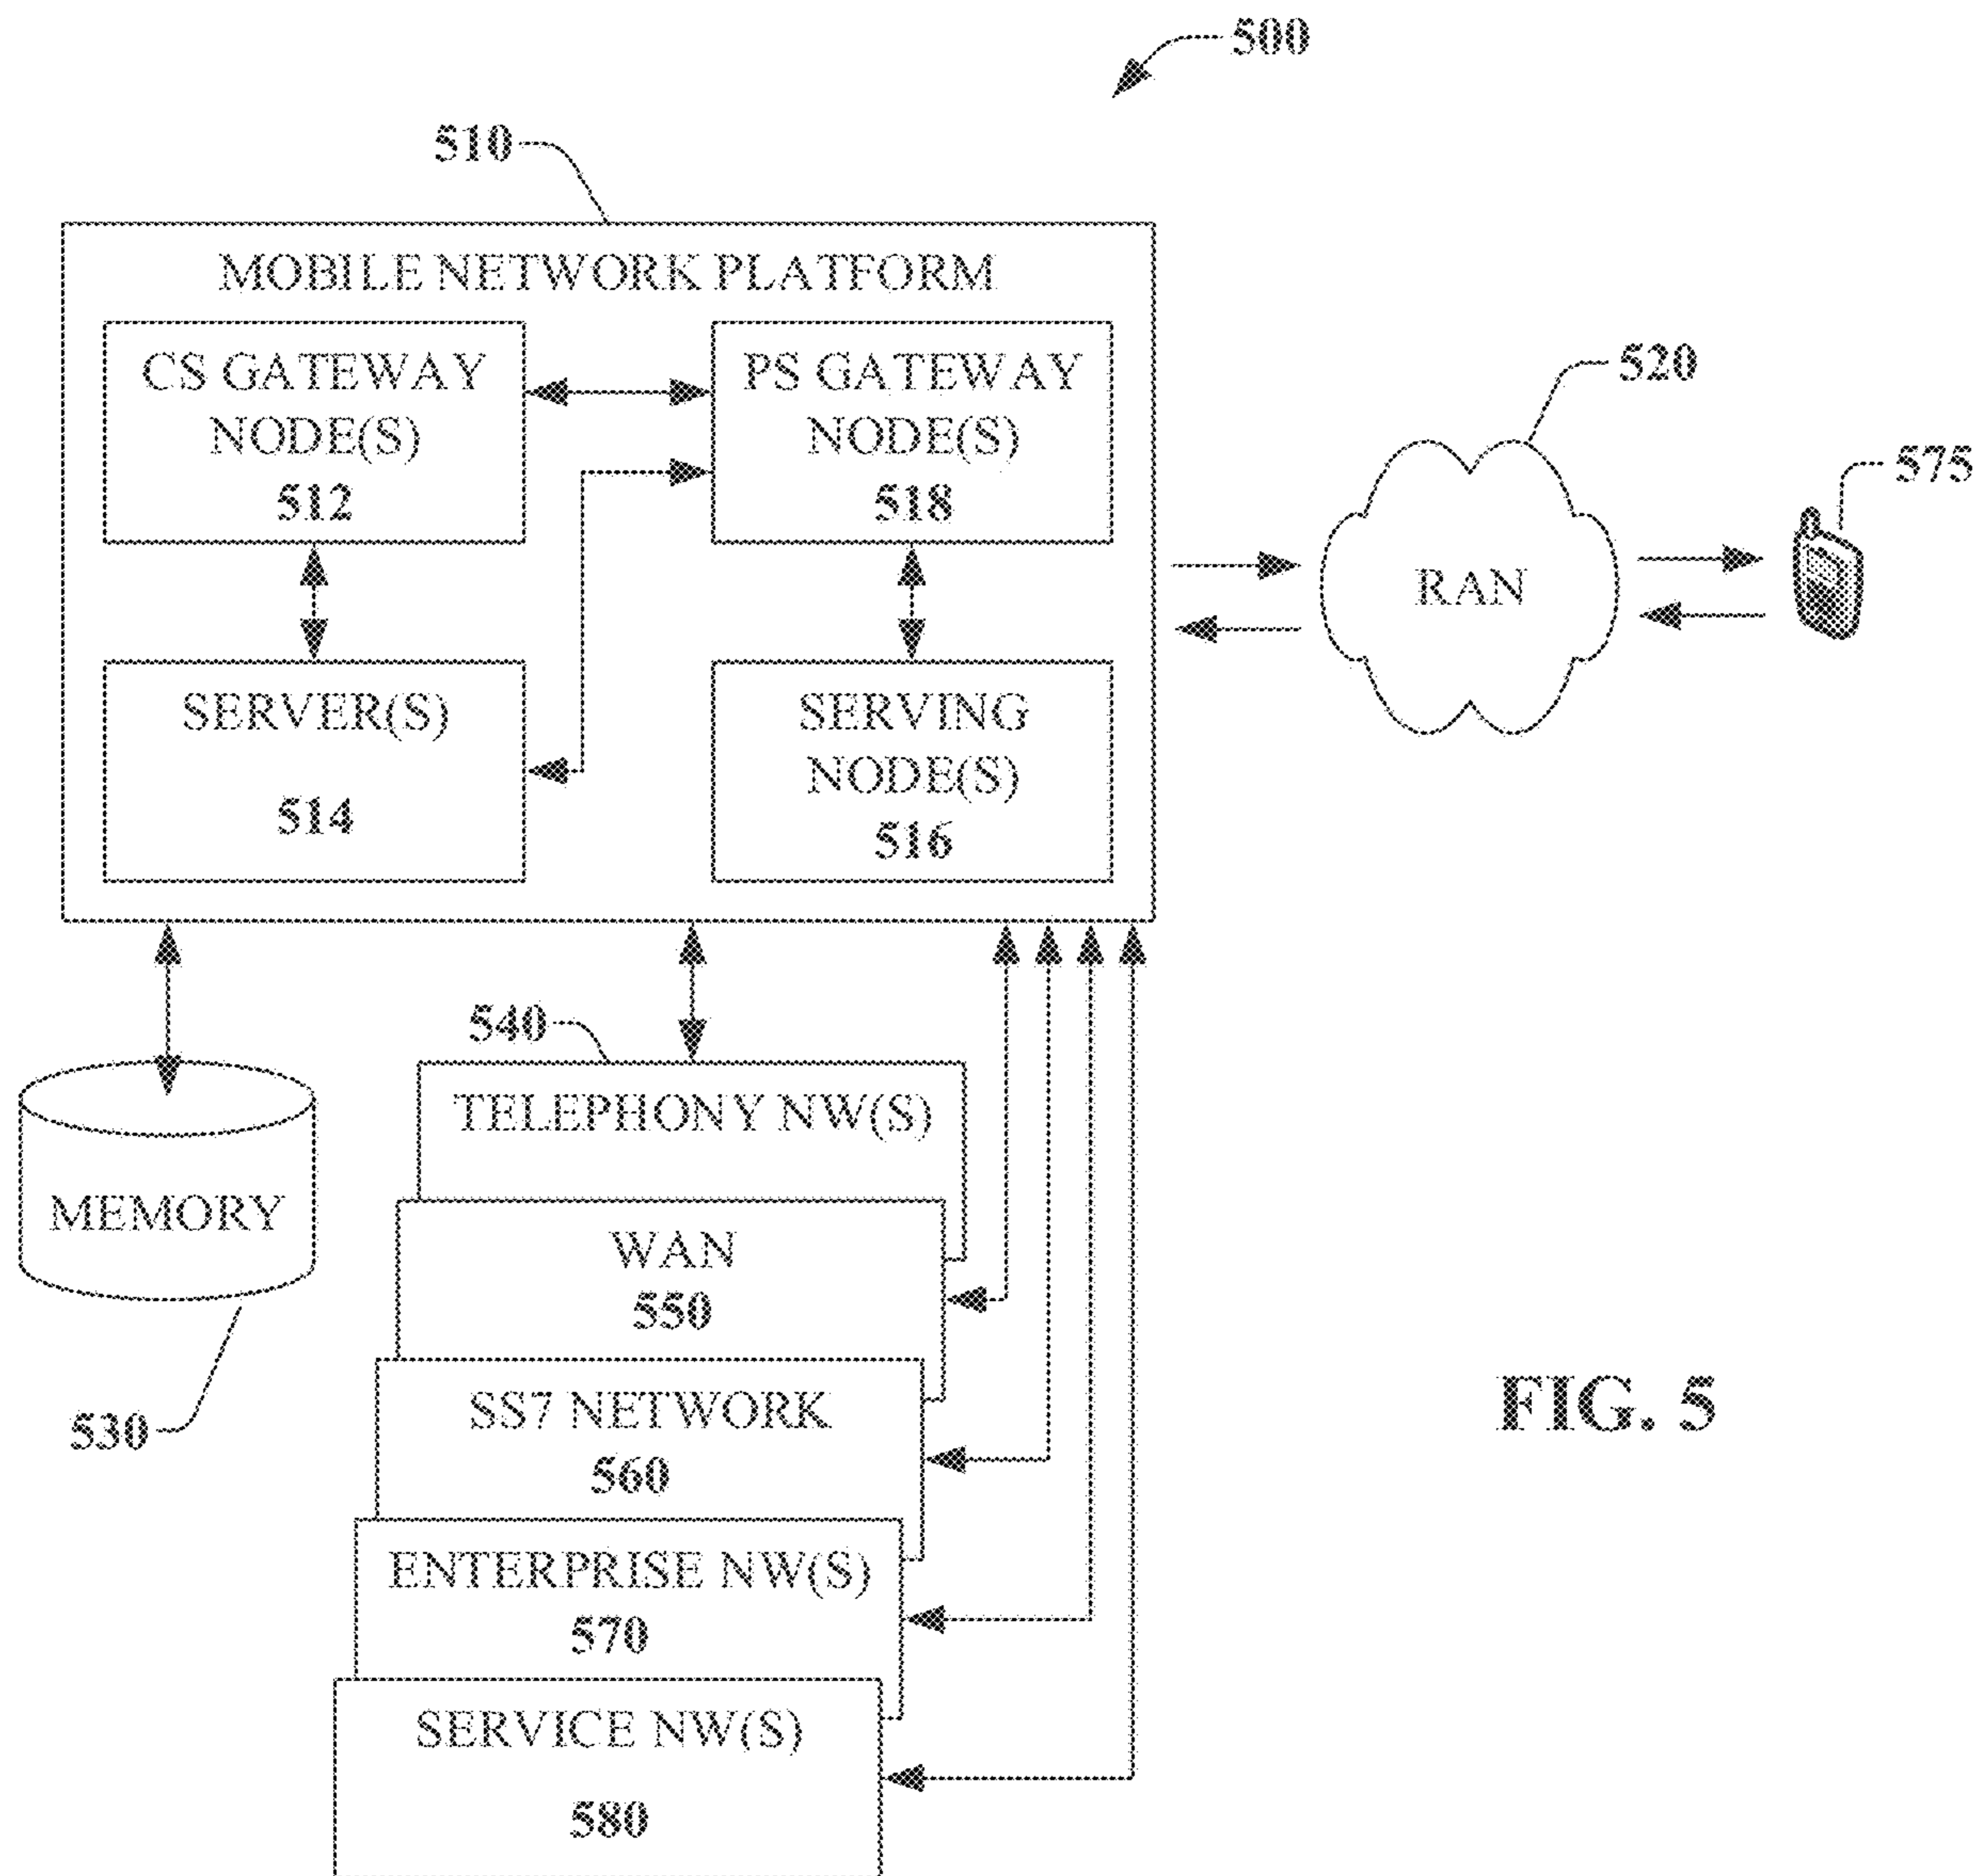 500
510
MOBILE NETWORK PLATFORM
CS GATEWAY
NODE(S)
512
PS GATEWAY
NODE(S)
518
SERVER(S)
514
SERVING
NODE(S)
516
520
RAN
575
540
TELEPHONY NW(S)
MEMORY
530
WAN
550
SS7 NETWORK
560
ENTERPRISE NW(S)
570
SERVICE NW(S)
580
FIG. 5